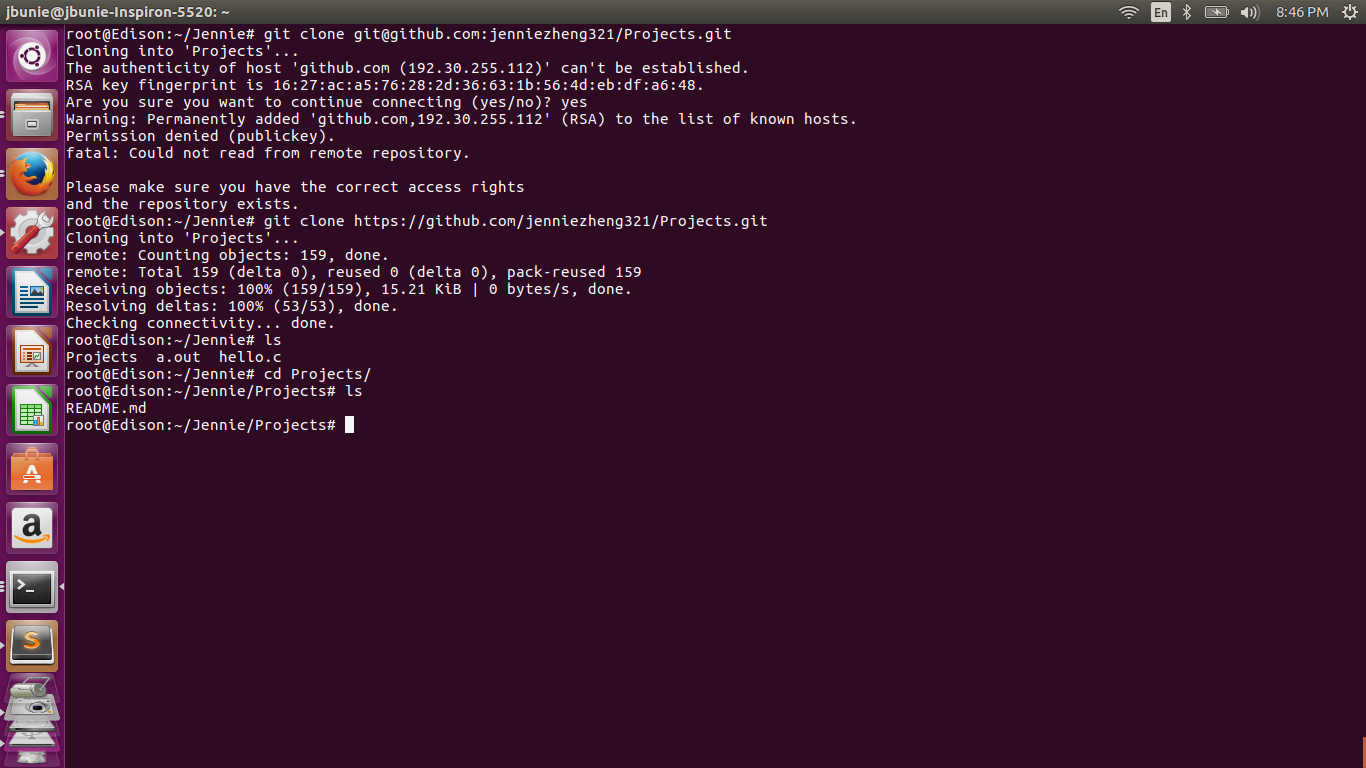 jbunie@jbunie-Inspiron-5520: ~
En
8:46 PM
root@Edison:~/Jennie# git clone git@github.com:jenniezheng321/Projects.git
Cloning into 'Projects'...
The authenticity of host 'github.com (192.30.255.112)' can't be established.
RSA key fingerprint is 16:27:ac:a5:76:28:2d:36:63:1b:56:4d:eb:df:a6:48.
Are you sure you want to continue connecting (yes/no)? yes
Warning: Permanently added 'github.com,192.30.255.112' (RSA) to the list of known hosts.
Permission denied (publickey).
fatal: Could not read from remote repository.
Please make sure you have the correct access rights
and the repository exists.
root@Edison:~/Jennie# git clone https://github.com/jenniezheng321/Projects.git
Cloning into 'Projects'...
remote: Counting objects: 159, done.
remote: Total 159 (delta 0), reused 0 (delta 0), pack-reused 159
Receiving objects: 100% (159/159), 15.21 KiB | 0 bytes/s, done.
Resolving deltas: 100% (53/53), done.
Checking connectivity... done.
root@Edison:~/Jennie# ls
Projects  a.out  hello.c
root@Edison:~/Jennie# cd Projects/
root@Edison:~/Jennie/Projects# ls
README.md
root@Edison:~/Jennie/Projects#